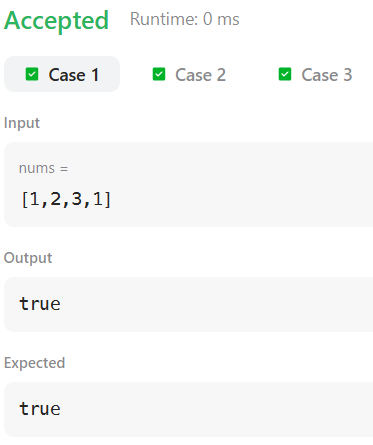 Accepted Runtime: 0 ms
Case 1 Case 2 Case 3
Input
nums =
[1,2,3,1]
Output
true
Expected
true